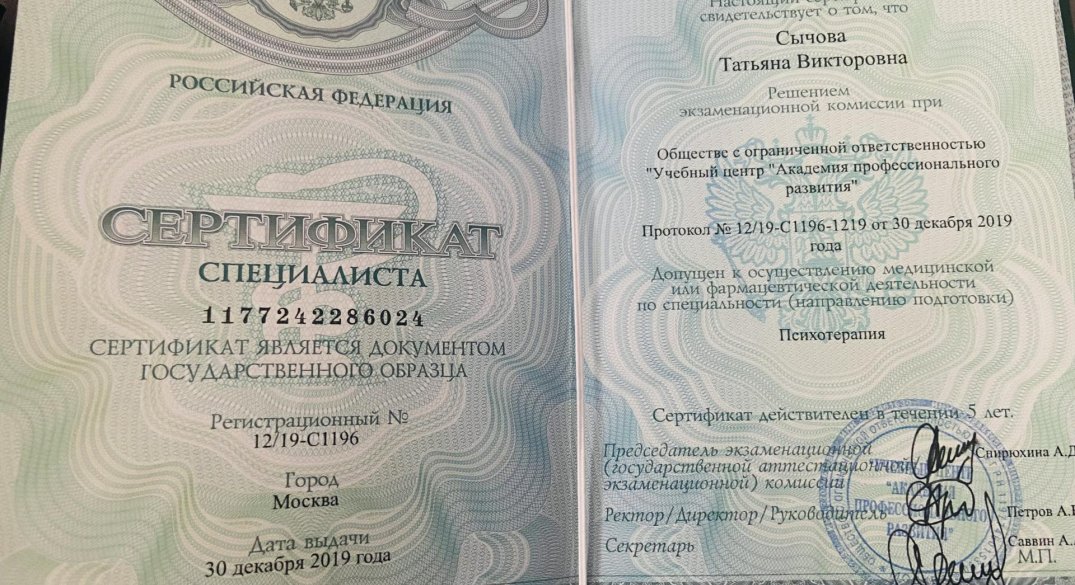 РОССИЙСКАЯ ФЕДЕРАЦИЯ
СЕРТИФИКАТ
СПЕЦИАЛИСТА
1177242286024
СЕРТИФИКАТ ЯВЛЯЕТСЯ ДОКУМЕНТОМ
ГОСУДАРСТВЕННОГО ОБРАЗЦА
Регистрационный №
12/19-С1196
Город
Москва
Дата выдачи
30 декабря 2019 года
Настоящий
свидетельствует о том, что
Сычова
Татьяна Викторовна
Решением
экзаменационной комиссии при
Обществе с ограниченной ответственностью
"Учебный центр "Академия профессионального
развития"
Протокол № 12/19-С1196-1219 от 30 декабря 2019
года
Допущен к осуществлению медицинской
или фармацевтической деятельности
по специальности (направлению подготовки)
Психотерапия
Сертификат действителен в течении 5 лет.
Председатель экзаменационной
(государственной аттестационной,
экзаменационной) комиссии
Спирюхина А.Д
Ректор/Директор/Руководитель
Петров А.
Секретарь
Саввин А.
М.П.